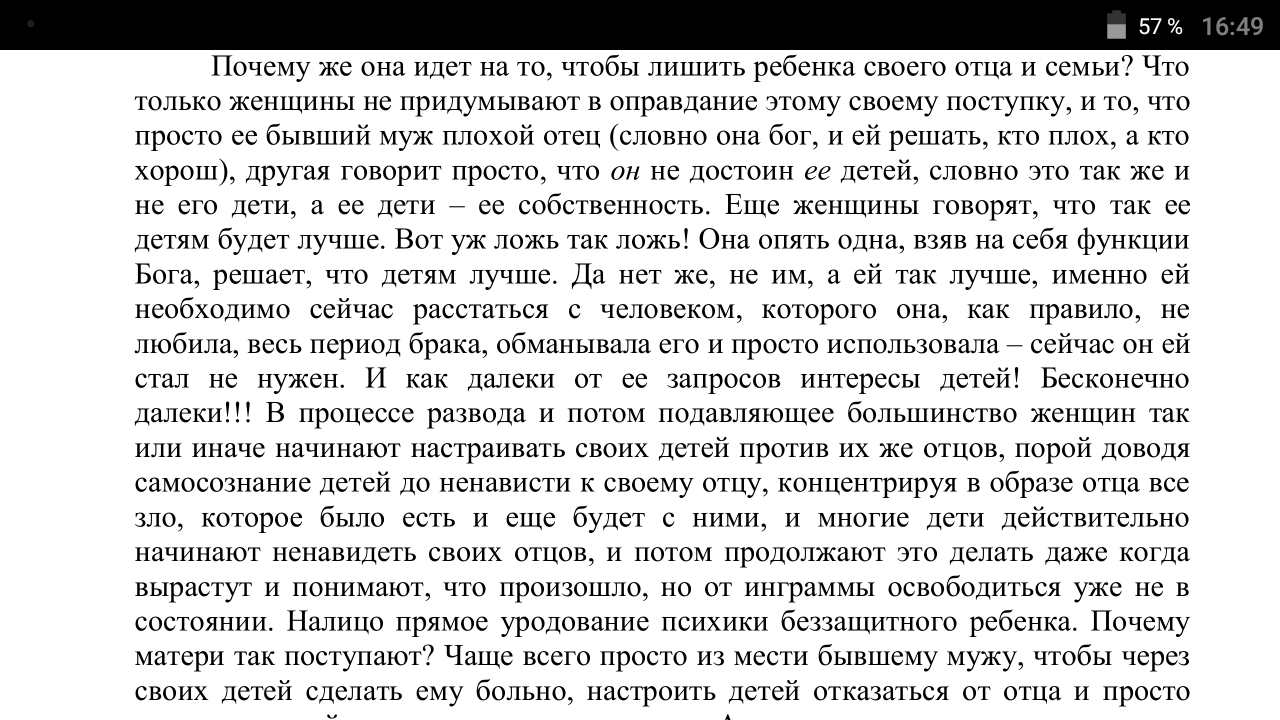 57 % 16:49
Почему же она идет на то, чтобы лишить ребенка своего отца и семьи? Что
только женщины не придумывают в оправдание этому своему поступку, и то, что
просто ее бывший муж плохой отец (словно она бог, и ей решать, кто плох, а кто
хорош), другая говорит просто, что он не достоин ее детей, словно это так же и
не его дети, а ее дети – ее собственность. Еще женщины говорят, что так ее
детям будет лучше. Вот уж ложь так ложь! Она опять одна, взяв на себя функции
Бога, решает, что детям лучше. Да нет же, не им, а ей так лучше, именно ей
необходимо сейчас расстаться с человеком, которого она, как правило, не
любила, весь период брака, обманывала его и просто использовала – сейчас он ей
стал не нужен. И как далеки от ее запросов интересы детей! Бесконечно
далеки!!! В процессе развода и потом подавляющее большинство женщин так
или иначе начинают настраивать своих детей против их же отцов, порой доводя
самосознание детей до ненависти к своему отцу, концентрируя в образе отца все
зло, которое было есть и еще будет с ними, и многие дети действительно
начинают ненавидеть своих отцов, и потом продолжают это делать даже когда
вырастут и понимают, что произошло, но от инграммы освободиться уже не в
состоянии. Налицо прямое уродование психики беззащитного ребенка. Почему
матери так поступают? Чаще всего просто из мести бывшему мужу, чтобы через
своих детей сделать ему больно, настроить детей отказаться от отца и просто